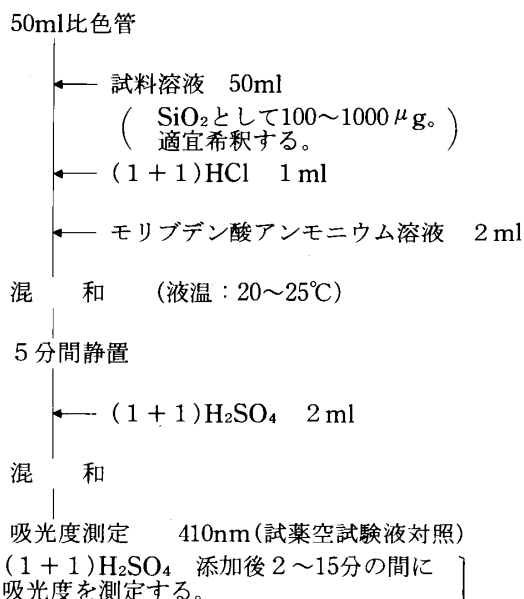 50ml比色管
試料溶液 50ml
( SiO₂として100〜1000μg。
適宜希釈する。 )
(1+1)HCl 1ml
モリブデン酸アンモニウム溶液 2ml
混 和 (液温:20〜25℃)
5分間静置
(1+1)H₂SO₄ 2ml
混 和
吸光度測定 410nm(試薬空試験液対照)
(1+1)H₂SO₄ 添加後2〜15分の間に
吸光度を測定する。